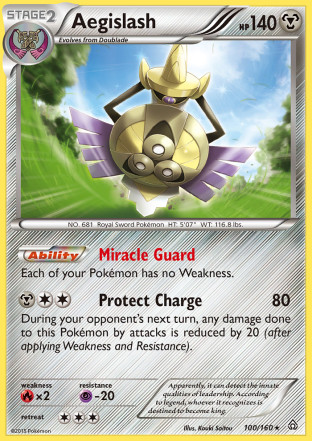 STAGE2 Aegislash HP140
Evolves from Doublade
NO. 681 Royal Sword Pokémon HT: 5'07" WT: 116.8 lbs.
Ability Miracle Guard
Each of your Pokémon has no Weakness.
Protect Charge 80
During your opponent's next turn, any damage done
to this Pokémon by attacks is reduced by 20 (after
applying Weakness and Resistance).
weakness resistance
×2 -20
retreat
Apparently, it can detect the innate
qualities of leadership. According
to legend, whoever it recognizes is
destined to become king.
©2015 Pokémon
Illus. Kouki Saitou 100/160 ★